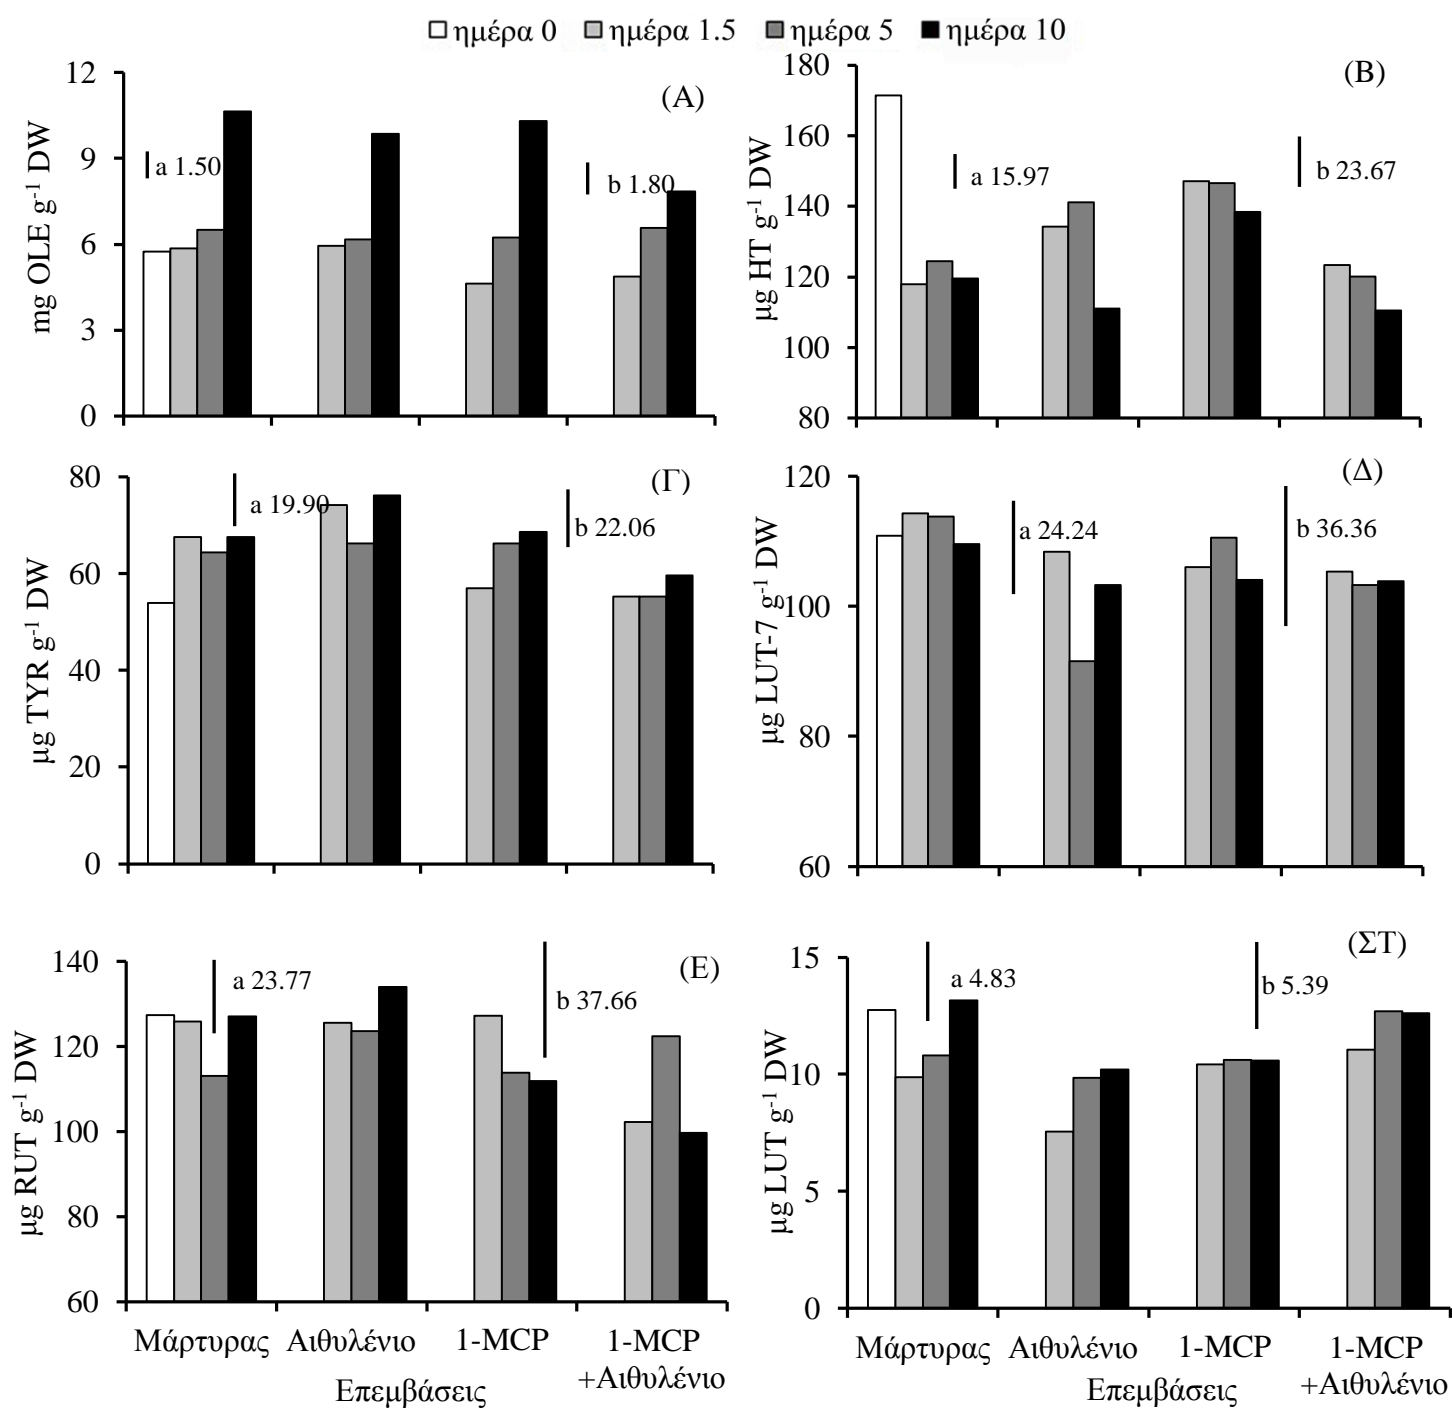 ημέρα 0 ημέρα 1.5 ημέρα 5 ημέρα 10
(Α)
mg OLE g⁻¹ DW
12
9
6
3
0
a 1.50
b 1.80
(Β)
μg HT g⁻¹ DW
180
160
140
120
100
80
a 15.97
b 23.67
(Γ)
μg TYR g⁻¹ DW
80
60
40
20
0
a 19.90
b 22.06
(Δ)
μg LUT-7 g⁻¹ DW
120
100
80
60
a 24.24
b 36.36
(Ε)
μg RUT g⁻¹ DW
140
120
100
80
60
a 23.77
b 37.66
Μάρτυρας Αιθυλένιο 1-MCP 1-MCP
+Αιθυλένιο
Επεμβάσεις
(ΣΤ)
μg LUT g⁻¹ DW
15
10
5
0
a 4.83
b 5.39
Μάρτυρας Αιθυλένιο 1-MCP 1-MCP
+Αιθυλένιο
Επεμβάσεις